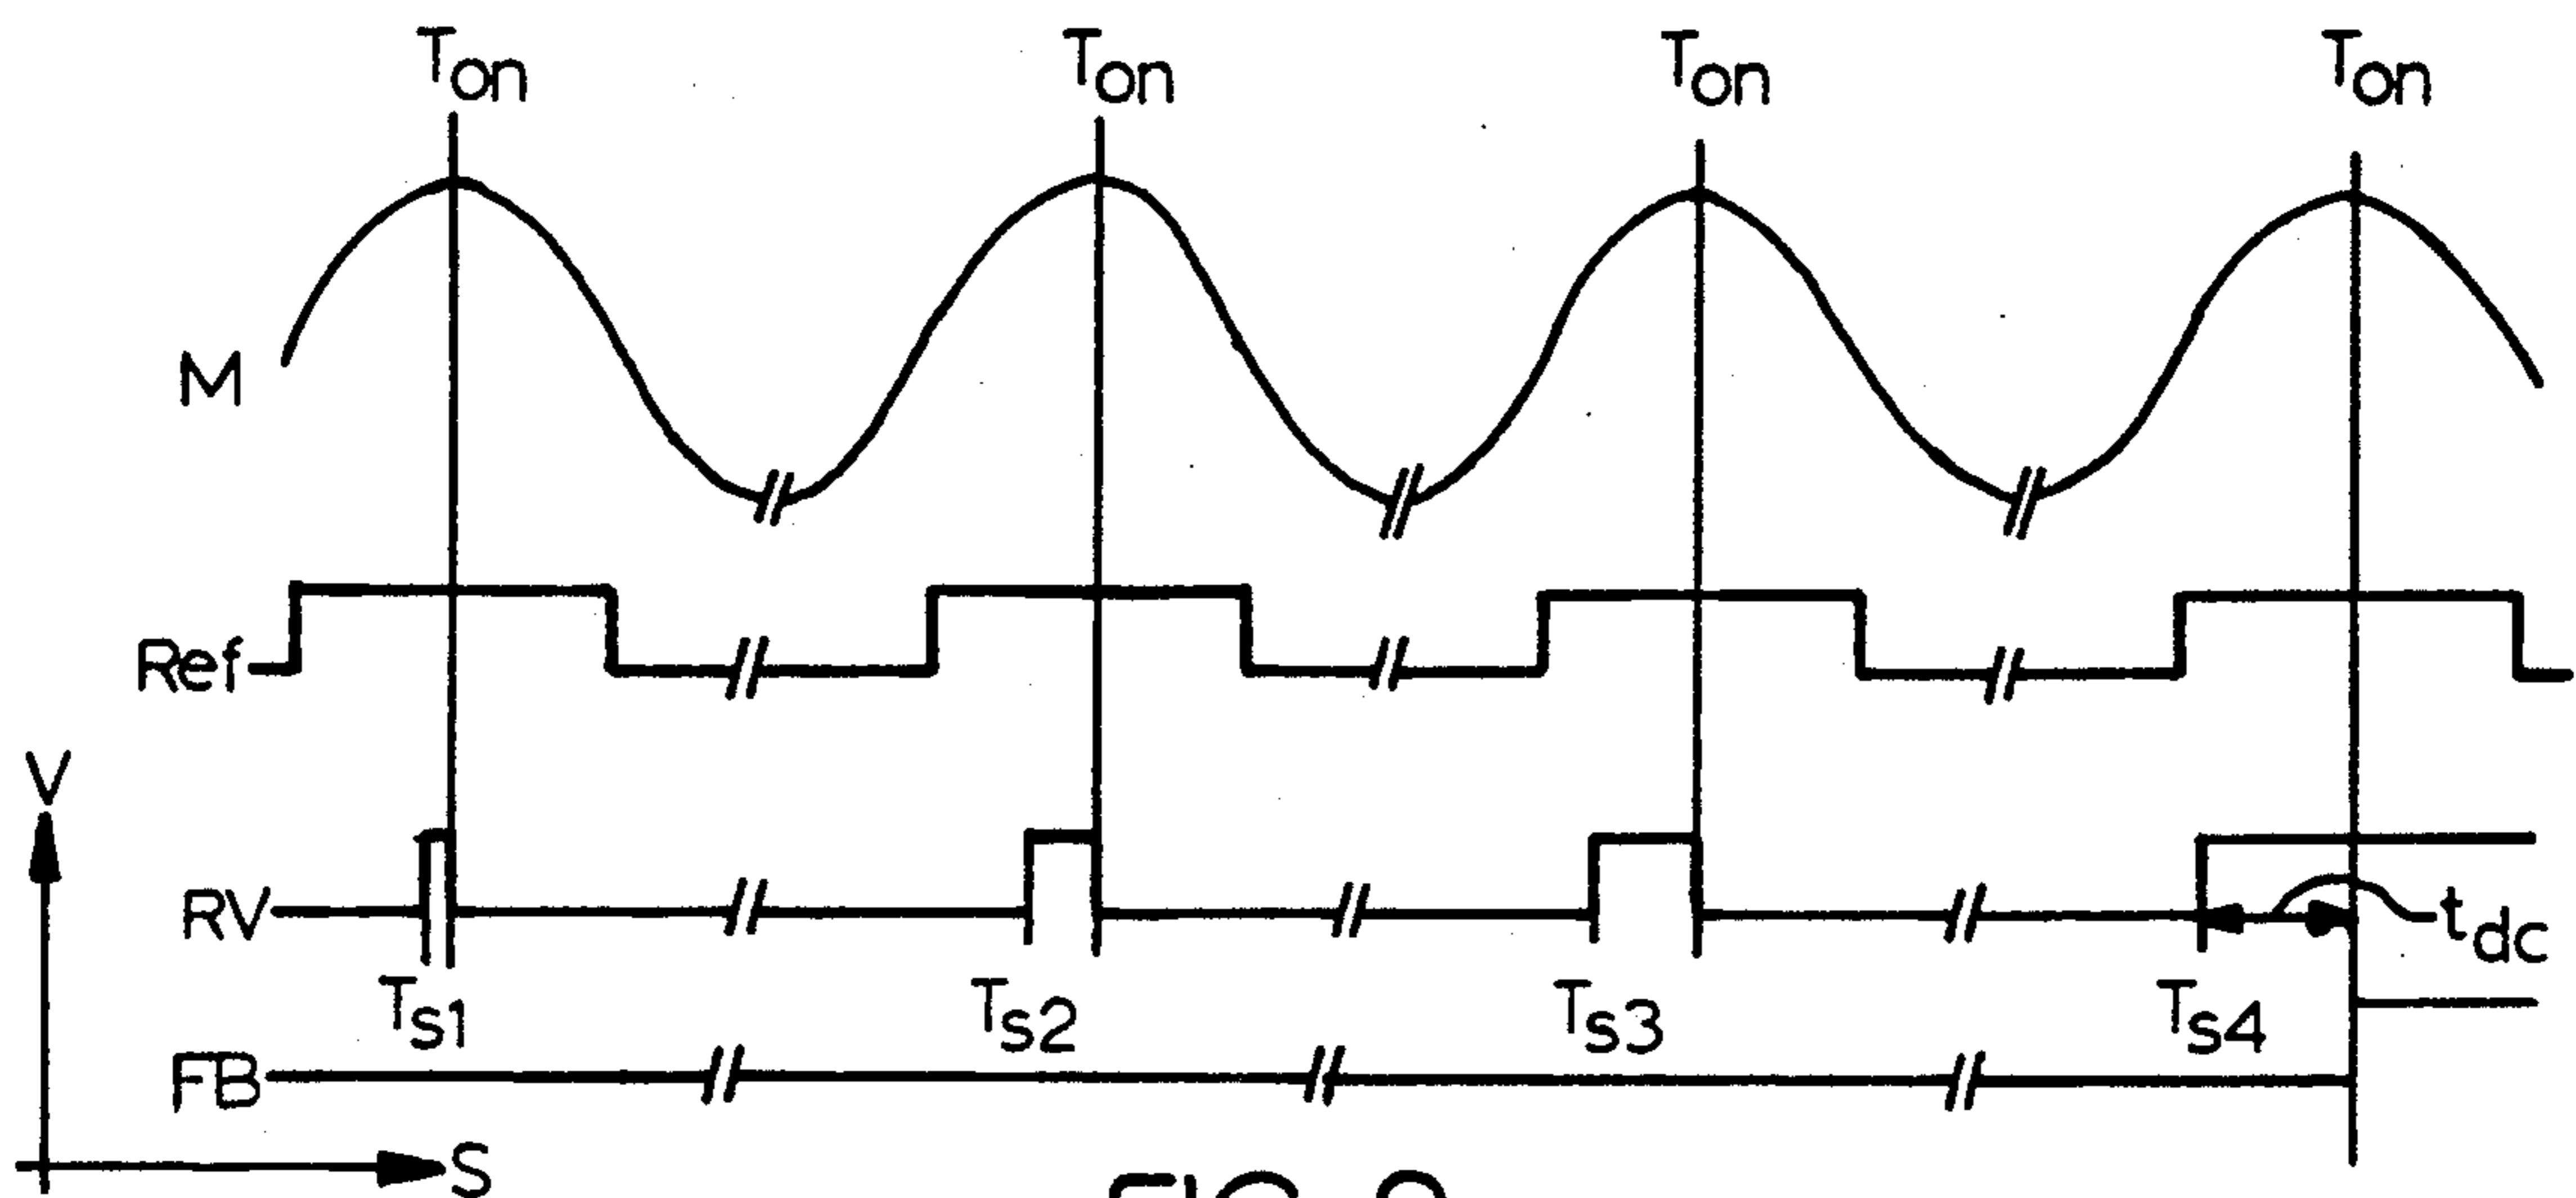 Ton Ton Ton Ton
M
Ref
V
RV
tdc
Ts1 Ts2 Ts3 Ts4
FB
S